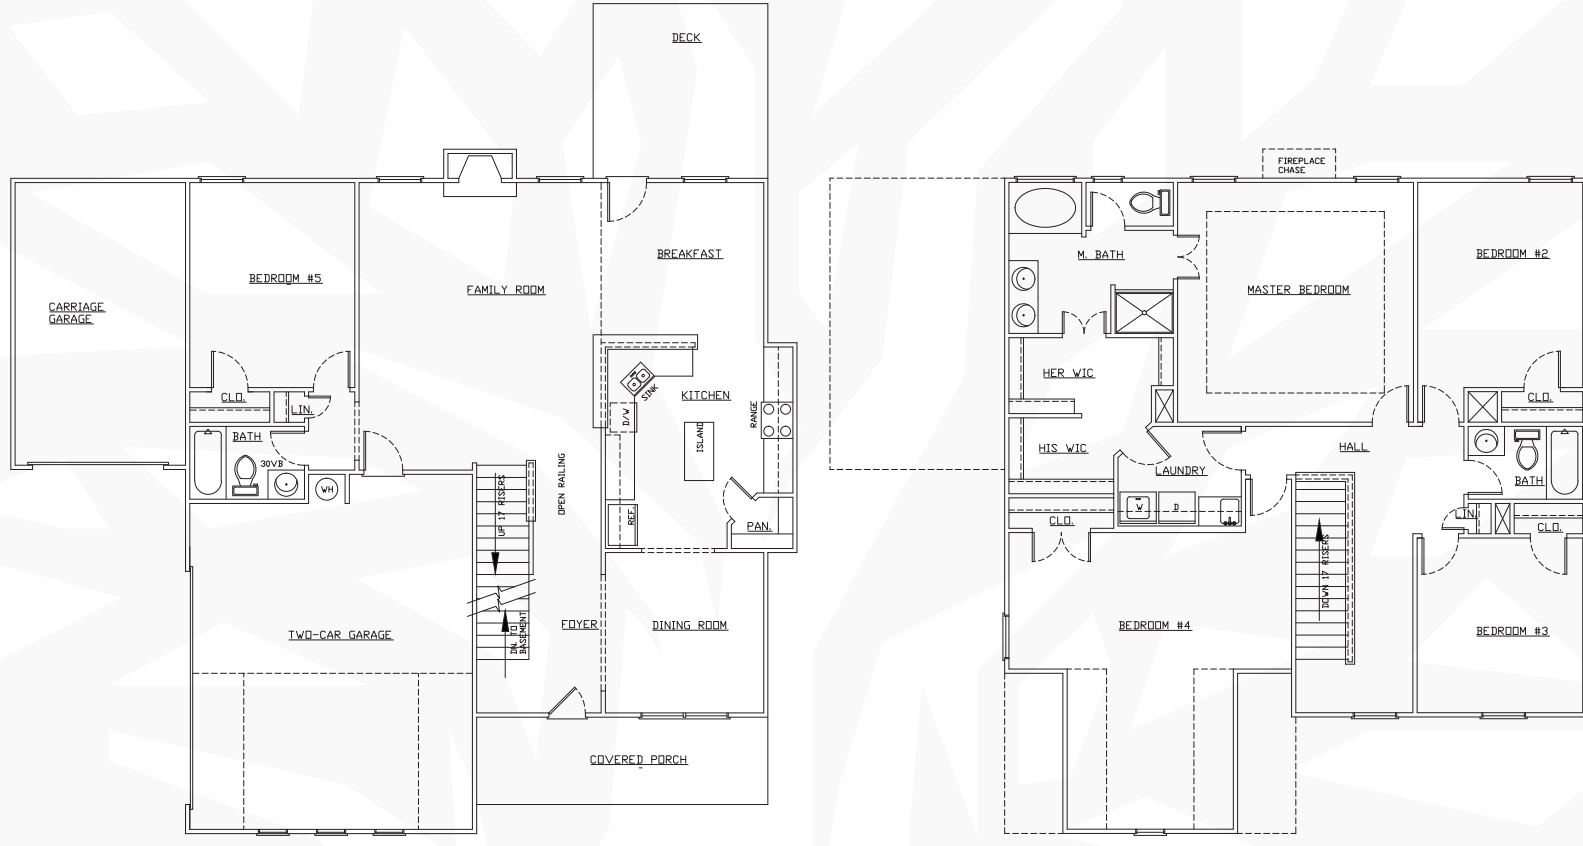 DECK
BREAKFAST
BEDROOM #5
FAMILY ROOM
CARRIAGE
GARAGE
KITCHEN
SINK
D/W
RANGE
ISLAND
CLO.
LIN.
BATH
30VB
WH
OPEN RAILING
UP 17 RISERS
REF.
PAN.
DN. TO
BASEMENT
FOYER
DINING ROOM
TWO-CAR GARAGE
COVERED PORCH
FIREPLACE
CHASE
M. BATH
MASTER BEDROOM
BEDROOM #2
HER WIC
CLO.
HIS WIC
HALL
LAUNDRY
BATH
W
D
CLO.
LIN.
CLO.
DOWN 17 RISERS
BEDROOM #4
BEDROOM #3